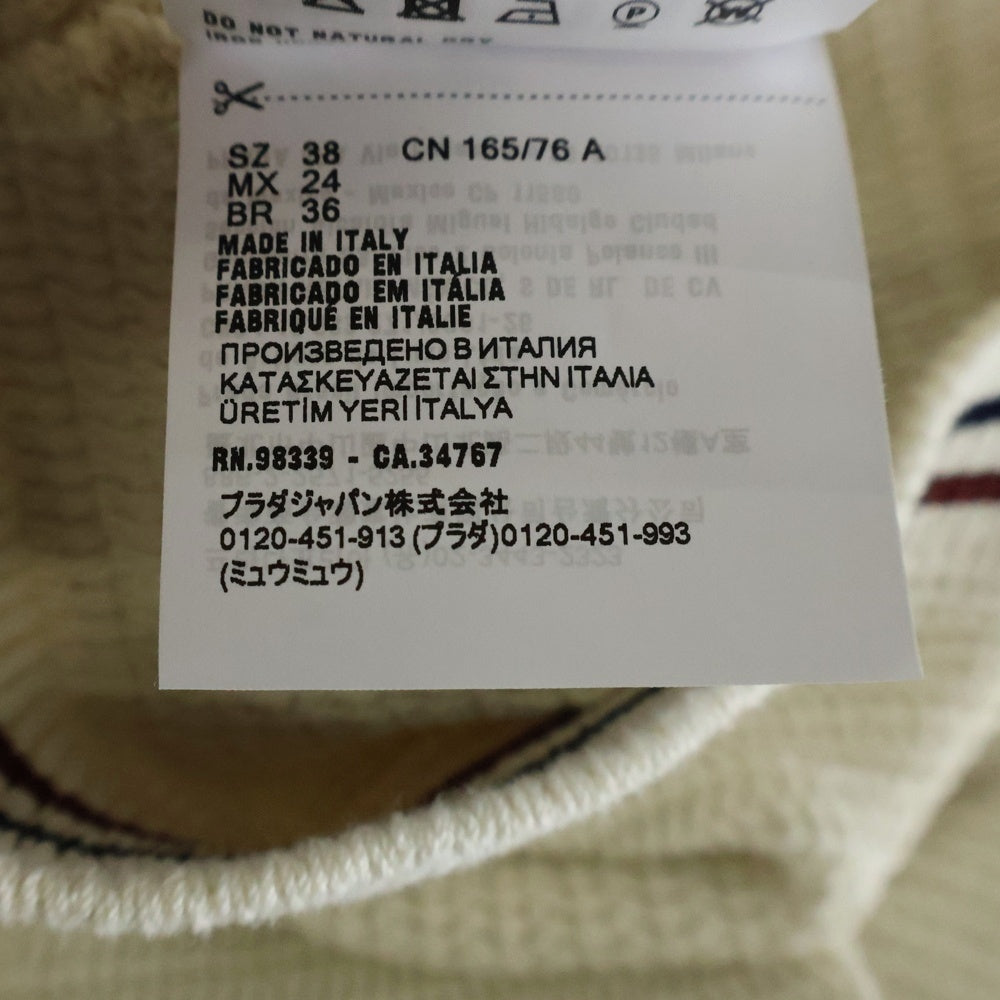 DO NOT NATURAL DRY
SZ 38 CN 165/76 A
MX 24
BR 36
MADE IN ITALY
FABRICADO EN ITALIA
FABRICADO EM ITÁLIA
FABRIQUÉ EN ITALIE
ПРОИЗВЕДЕНО В ИТАЛИЯ
ΚΑΤΑΣΚΕΥΑΖΕΤΑΙ ΣΤΗΝ ΙΤΑΛΙΑ
ÜRETİM YERİ İTALYA
RN.98339 - CA.34767
プラダジャパン株式会社
0120-451-913 (プラダ)0120-451-993
(ミュウミュウ)